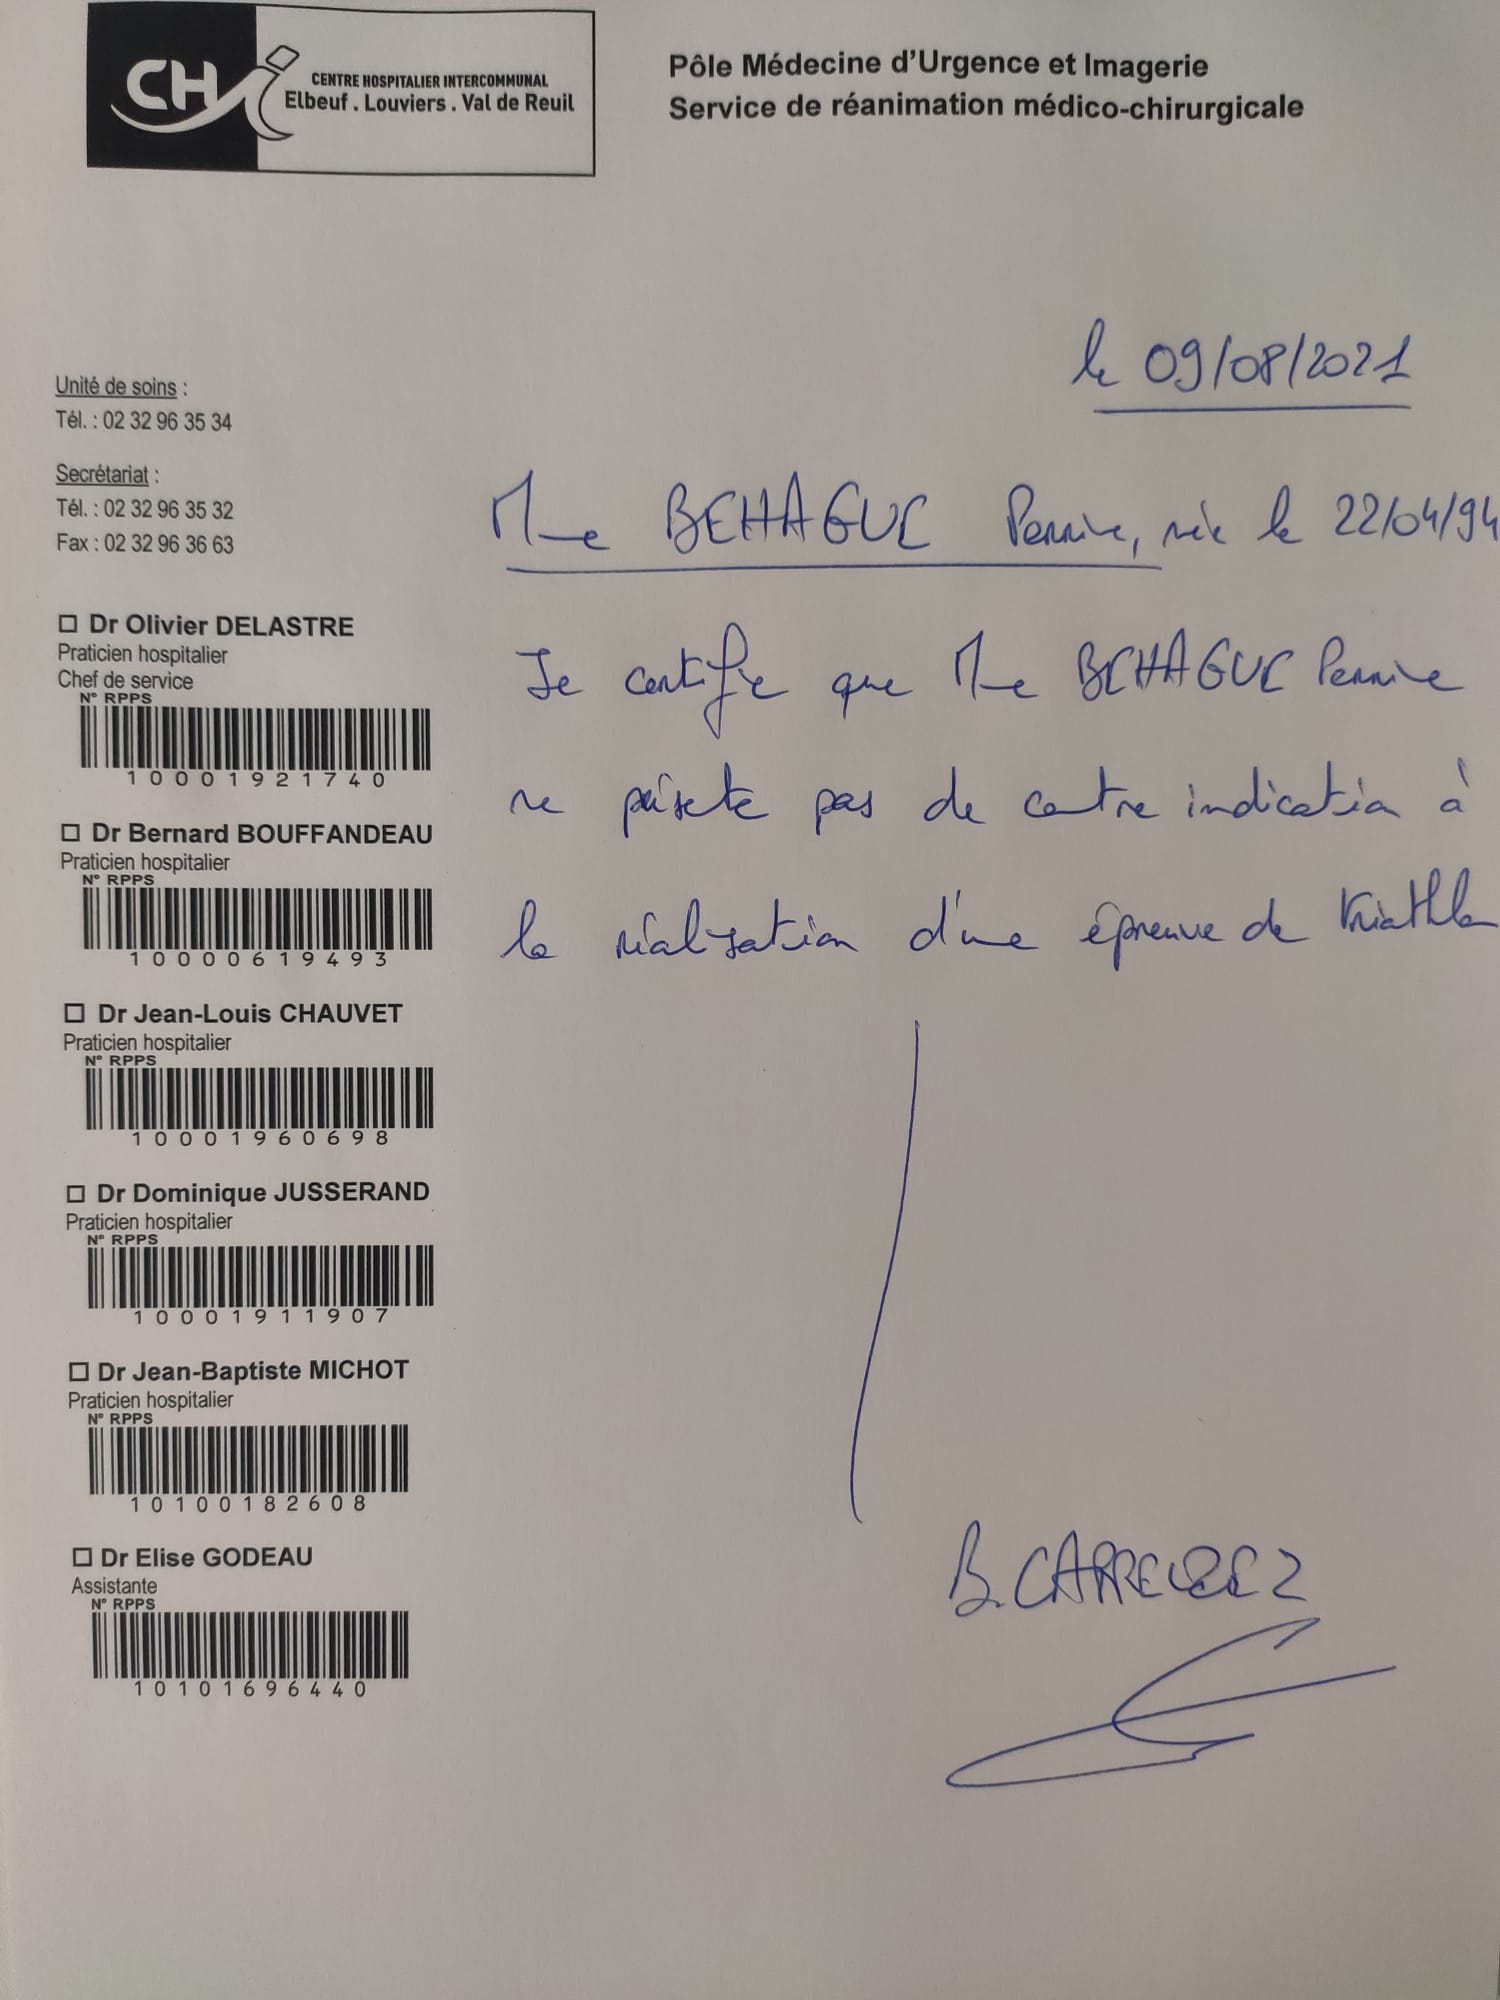 CHi
CENTRE HOSPITALIER INTERCOMMUNAL
Elbeuf . Louviers . Val de Reuil
Pôle Médecine d'Urgence et Imagerie
Service de réanimation médico-chirurgicale
le 09/08/2021
Unité de soins :
Tél. : 02 32 96 35 34
Secrétariat :
Tél. : 02 32 96 35 32
Fax : 02 32 96 36 63
Mme BEHAGUE Perrine, née le 22/04/94
Je certifie que Mme BEHAGUE Perrine
ne présente pas de contre indication à
la réalisation d'une épreuve de triathlon
☐ Dr Olivier DELASTRE
Praticien hospitalier
Chef de service
N° RPPS
10001921740
☐ Dr Bernard BOUFFANDEAU
Praticien hospitalier
N° RPPS
10000619493
☐ Dr Jean-Louis CHAUVET
Praticien hospitalier
N° RPPS
10001960698
☐ Dr Dominique JUSSERAND
Praticien hospitalier
N° RPPS
10001911907
☐ Dr Jean-Baptiste MICHOT
Praticien hospitalier
N° RPPS
10100182608
☐ Dr Elise GODEAU
Assistante
N° RPPS
10101696440
B.